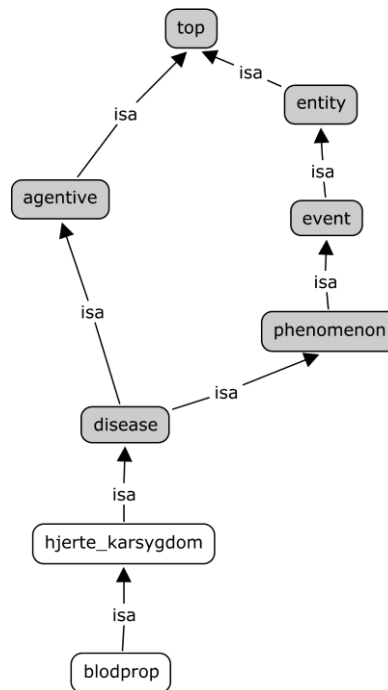 top
isa
entity
isa
isa
agentive
event
isa
isa
phenomenon
isa
disease
isa
hjerte_karsygdom
isa
blodprop